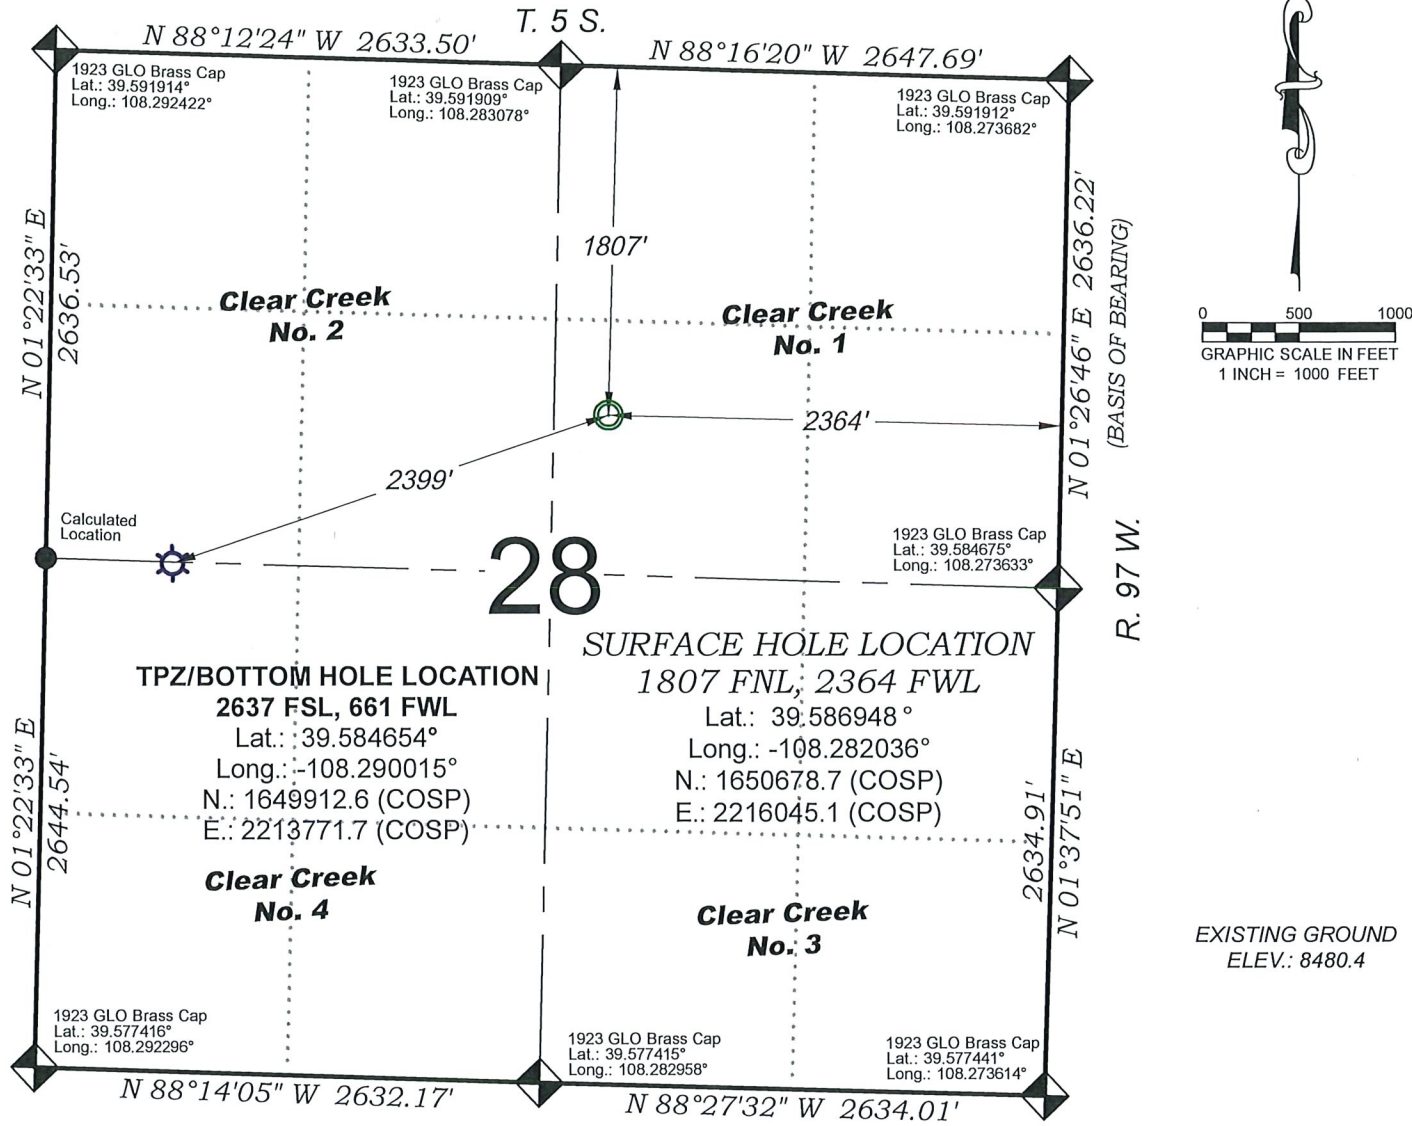 T. 5 S.
N 88°12'24" W 2633.50'
N 88°16'20" W 2647.69'
1923 GLO Brass Cap
Lat.: 39.591914°
Long.: 108.292422°
1923 GLO Brass Cap
Lat.: 39.591909°
Long.: 108.283078°
1923 GLO Brass Cap
Lat.: 39.591912°
Long.: 108.273682°
N 01°22'33" E
2636.53'
1807'
N 01°26'46" E 2636.22'
(BASIS OF BEARING)
0 500 1000
GRAPHIC SCALE IN FEET
1 INCH = 1000 FEET
Clear Creek
No. 2
Clear Creek
No. 1
2364'
2399'
Calculated
Location
28
1923 GLO Brass Cap
Lat.: 39.584675°
Long.: 108.273633°
R. 97 W.
TPZ/BOTTOM HOLE LOCATION
2637 FSL, 661 FWL
Lat.: 39.584654°
Long.: -108.290015°
N.: 1649912.6 (COSP)
E.: 2213771.7 (COSP)
SURFACE HOLE LOCATION
1807 FNL, 2364 FWL
Lat.: 39.586948°
Long.: -108.282036°
N.: 1650678.7 (COSP)
E.: 2216045.1 (COSP)
N 01°22'33" E
2644.54'
2634.91'
N 01°37'51" E
Clear Creek
No. 4
Clear Creek
No. 3
EXISTING GROUND
ELEV.: 8480.4
1923 GLO Brass Cap
Lat.: 39.577416°
Long.: 108.292296°
1923 GLO Brass Cap
Lat.: 39.577415°
Long.: 108.282958°
1923 GLO Brass Cap
Lat.: 39.577441°
Long.: 108.273614°
N 88°14'05" W 2632.17'
N 88°27'32" W 2634.01'